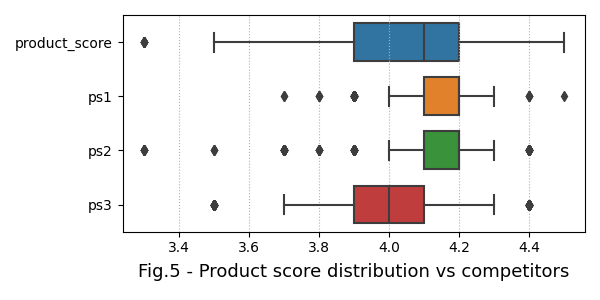 product_score
ps1
ps2
ps3
3.4 3.6 3.8 4.0 4.2 4.4
Fig.5 - Product score distribution vs competitors